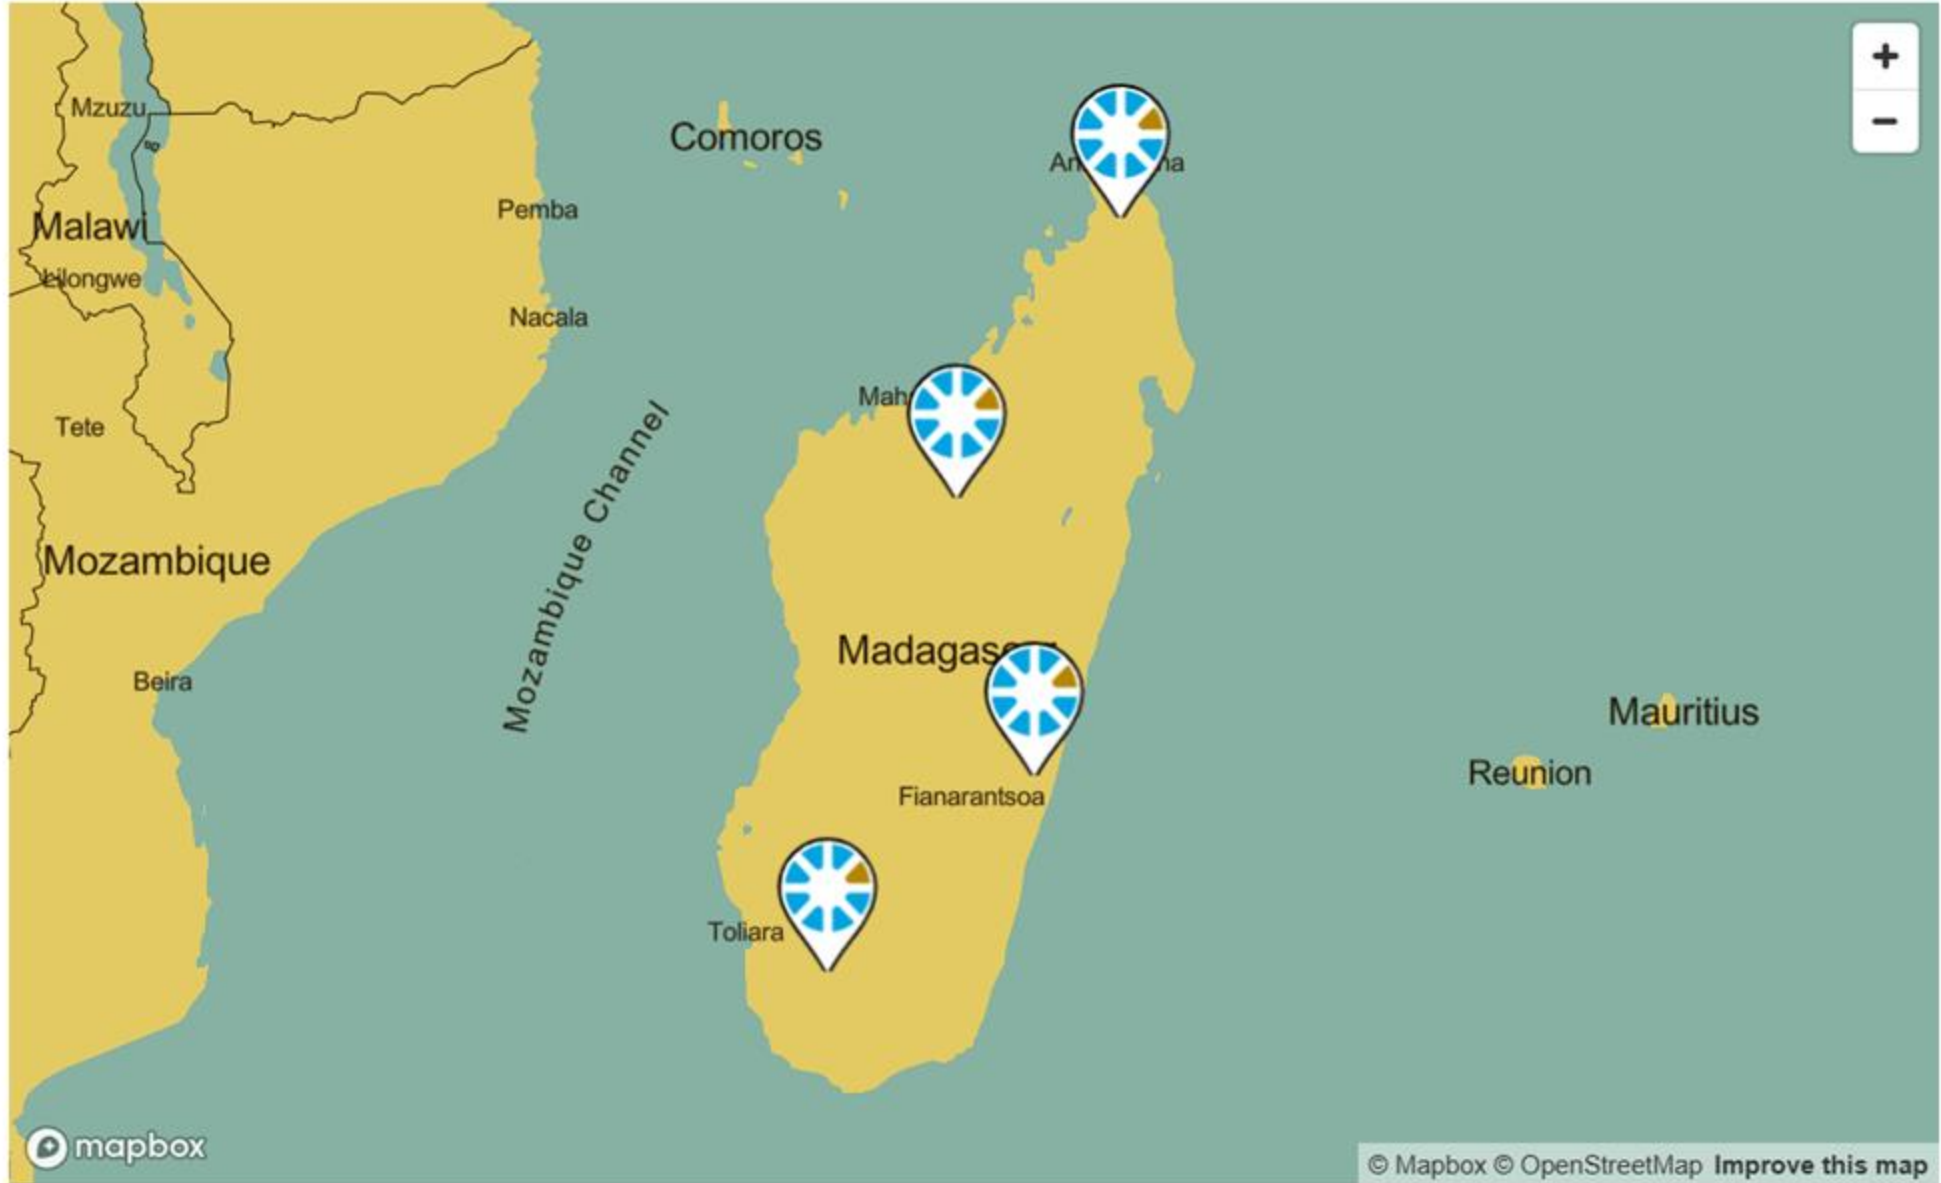 +
Mzuzu
Comoros
−
Pemba
Malawi
Lilongwe
Nacala
Tete
Mozambique Channel
Mozambique
Beira
Mauritius
Reunion
Fianarantsoa
Toliara
mapbox
© Mapbox © OpenStreetMap Improve this map